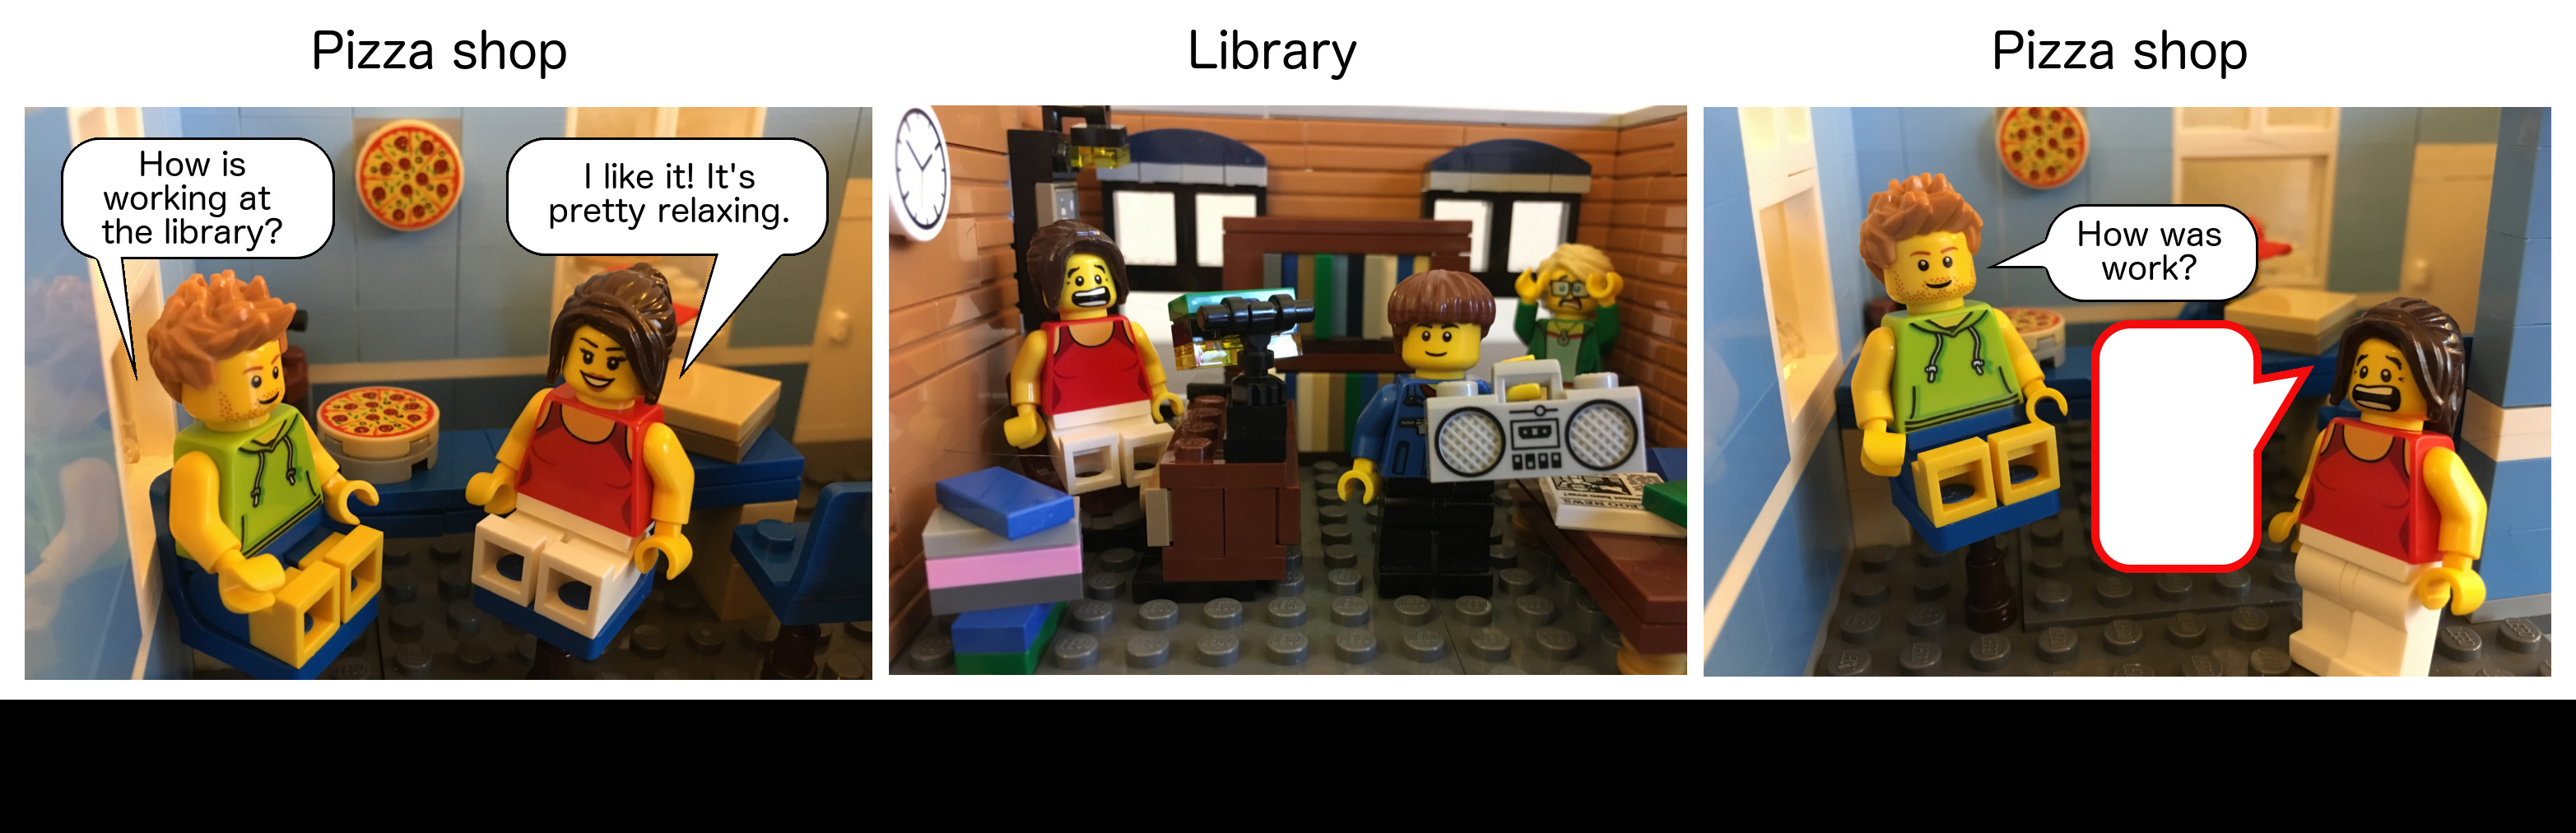 Pizza shop
Library
Pizza shop
How is
working at
the library?
I like it! It's
pretty relaxing.
How was
work?